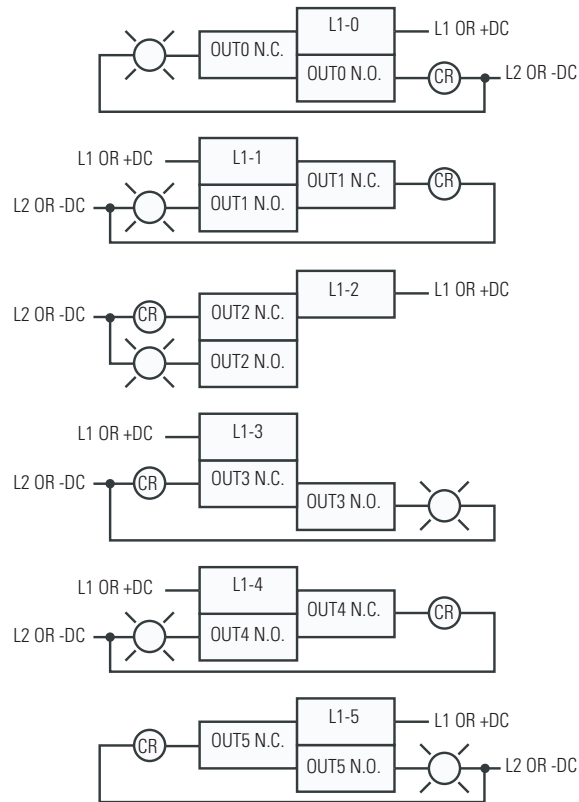 L1-0
L1 OR +DC
OUT0 N.C.
OUT0 N.O.
CR
L2 OR -DC
L1 OR +DC
L1-1
OUT1 N.C.
CR
L2 OR -DC
OUT1 N.O.
L1-2
L1 OR +DC
L2 OR -DC
CR
OUT2 N.C.
OUT2 N.O.
L1 OR +DC
L1-3
L2 OR -DC
CR
OUT3 N.C.
OUT3 N.O.
L1 OR +DC
L1-4
OUT4 N.C.
CR
L2 OR -DC
OUT4 N.O.
L1-5
L1 OR +DC
CR
OUT5 N.C.
OUT5 N.O.
L2 OR -DC